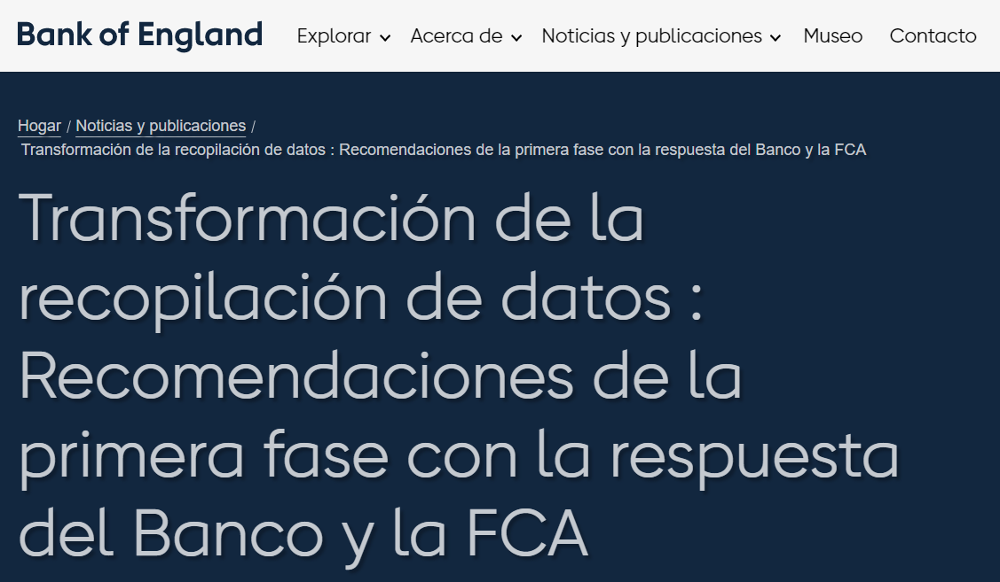 Bank of England Explorar Acerca de Noticias y publicaciones Museo Contacto
Hogar / Noticias y publicaciones /
Transformación de la recopilación de datos : Recomendaciones de la primera fase con la respuesta del Banco y la FCA
Transformación de la
recopilación de datos :
Recomendaciones de la
primera fase con la respuesta
del Banco y la FCA